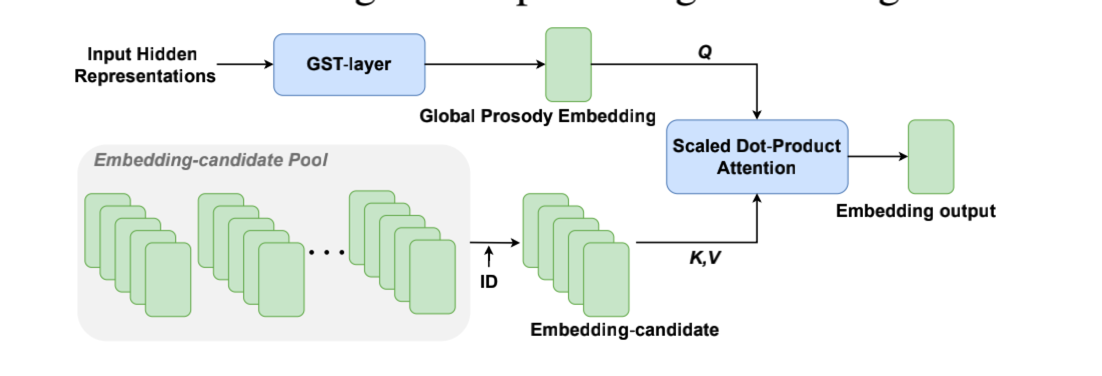 Input Hidden
Representations
GST-layer
Q
Global Prosody Embedding
Scaled Dot-Product
Attention
Embedding output
Embedding-candidate Pool
...
ID
K,V
Embedding-candidate